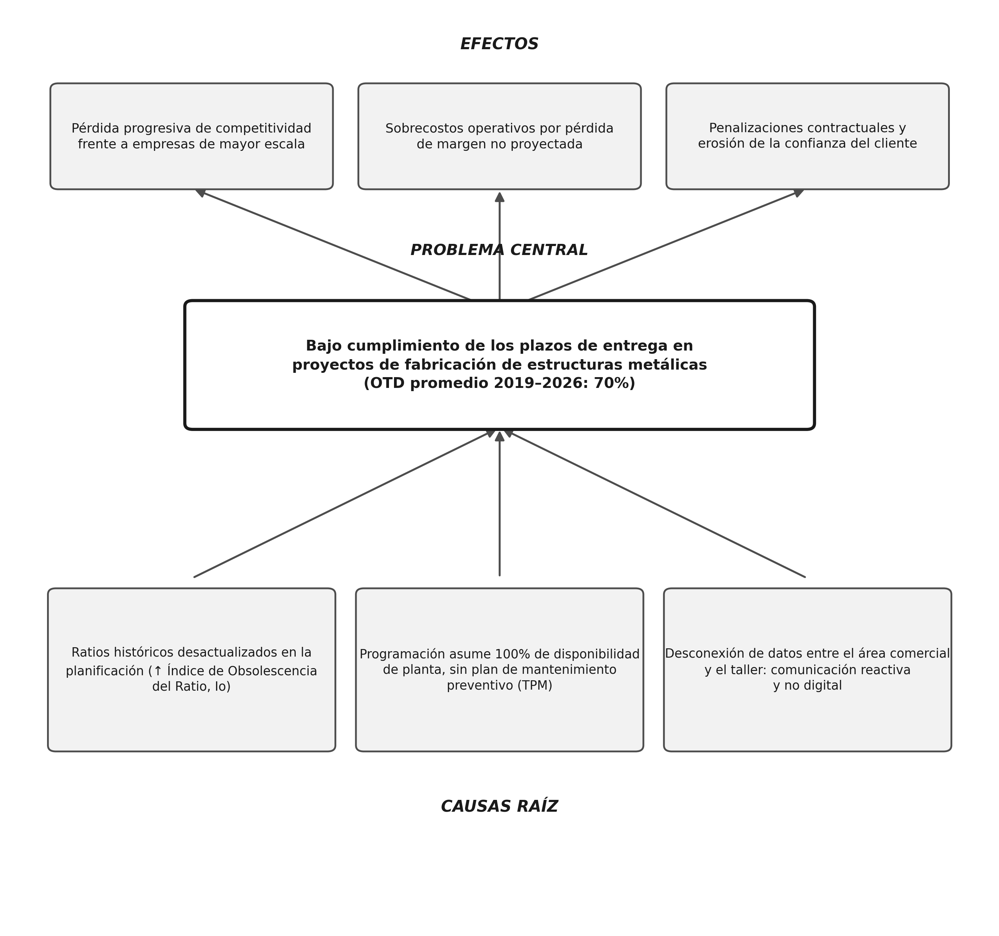 EFECTOS
Pérdida progresiva de competitividad
frente a empresas de mayor escala
Sobrecostos operativos por pérdida
de margen no proyectada
Penalizaciones contractuales y
erosión de la confianza del cliente
PROBLEMA CENTRAL
Bajo cumplimiento de los plazos de entrega en
proyectos de fabricación de estructuras metálicas
(OTD promedio 2019–2026: 70%)
Ratios históricos desactualizados en la
planificación (↑ Índice de Obsolescencia
del Ratio, Io)
Programación asume 100% de disponibilidad
de planta, sin plan de mantenimiento
preventivo (TPM)
Desconexión de datos entre el área comercial
y el taller: comunicación reactiva
y no digital
CAUSAS RAÍZ